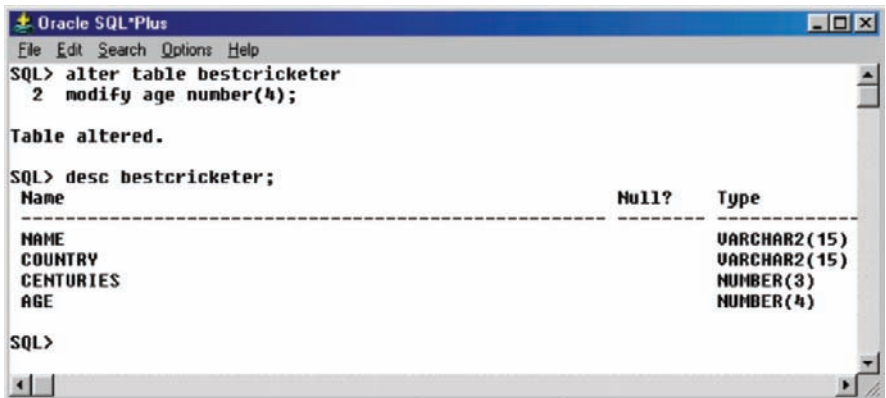 Oracle SQL*Plus
File Edit Search Options Help
SQL> alter table bestcricketer
2 modify age number(4);
Table altered.
SQL> desc bestcricketer;
Name Null? Type
----------------------------------------------------- -------- -------------
NAME VARCHAR2(15)
COUNTRY VARCHAR2(15)
CENTURIES NUMBER(3)
AGE NUMBER(4)
SQL>